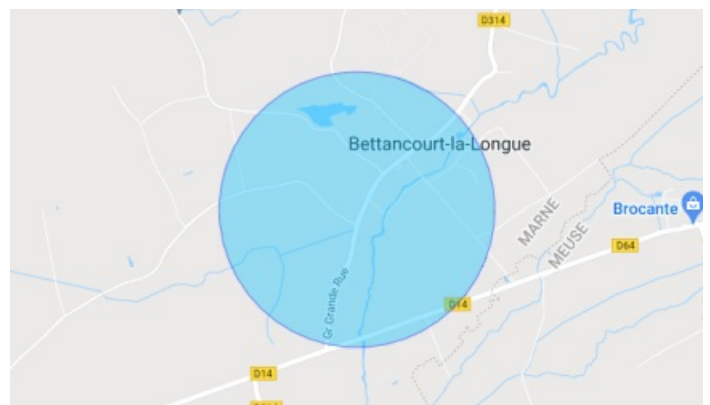 D314
Bettancourt-la-Longue
Brocante
MARNE
MEUSE
D64
D14
Gr Grande Rue
D14